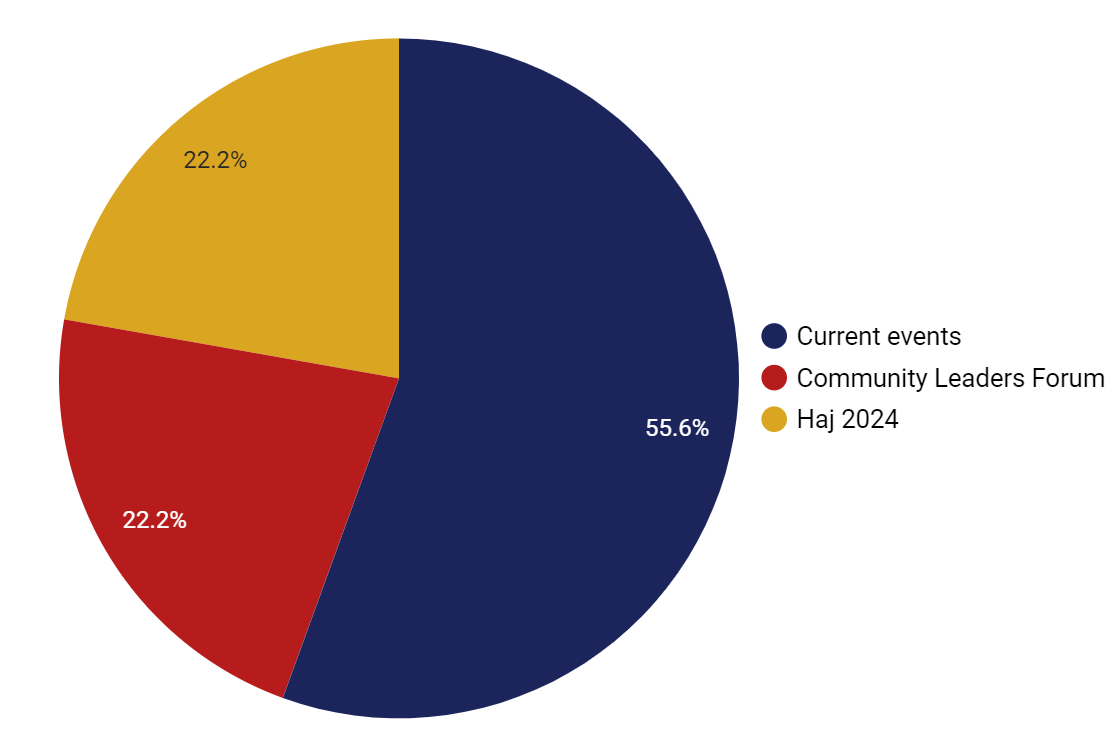 22.2%
55.6%
22.2%
Current events
Community Leaders Forum
Haj 2024